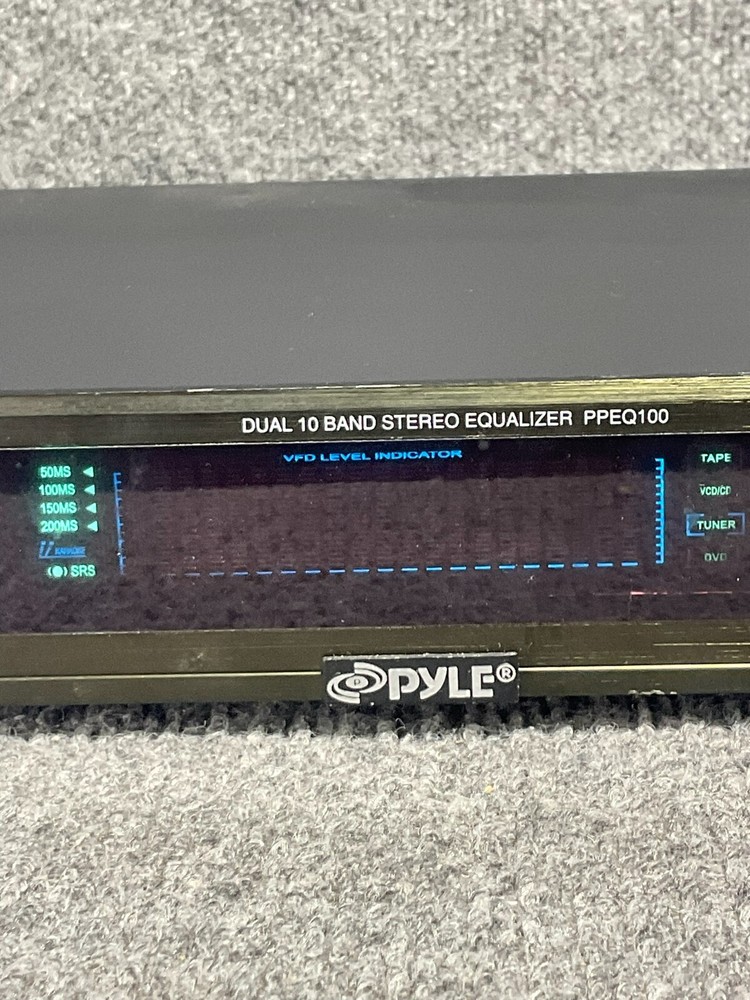 DUAL 10 BAND STEREO EQUALIZER PPEQ100
VFD LEVEL INDICATOR
50MS ◄
100MS ◄
150MS ◄
200MS ◄
SRS
TAPE
VCD/CD
TUNER
DVD
PYLE®